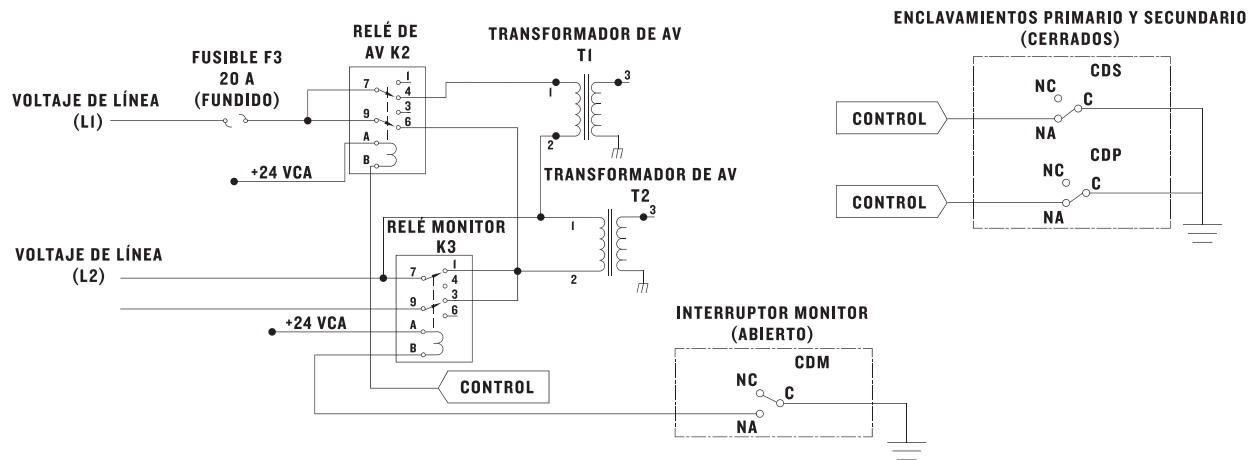 ENCLAVAMIENTOS PRIMARIO Y SECUNDARIO
(CERRADOS)
RELÉ DE
AV K2
TRANSFORMADOR DE AV
T1
FUSIBLE F3
20 A
(FUNDIDO)
VOLTAJE DE LÍNEA
(L1)
7
1
4
3
9
6
A
B
+24 VCA
1
3
2
CDS
NC
C
NA
CONTROL
CDP
NC
C
NA
CONTROL
TRANSFORMADOR DE AV
T2
1
3
2
RELÉ MONITOR
K3
VOLTAJE DE LÍNEA
(L2)
7
1
4
3
9
6
A
B
+24 VCA
CONTROL
INTERRUPTOR MONITOR
(ABIERTO)
CDM
NC
C
NA